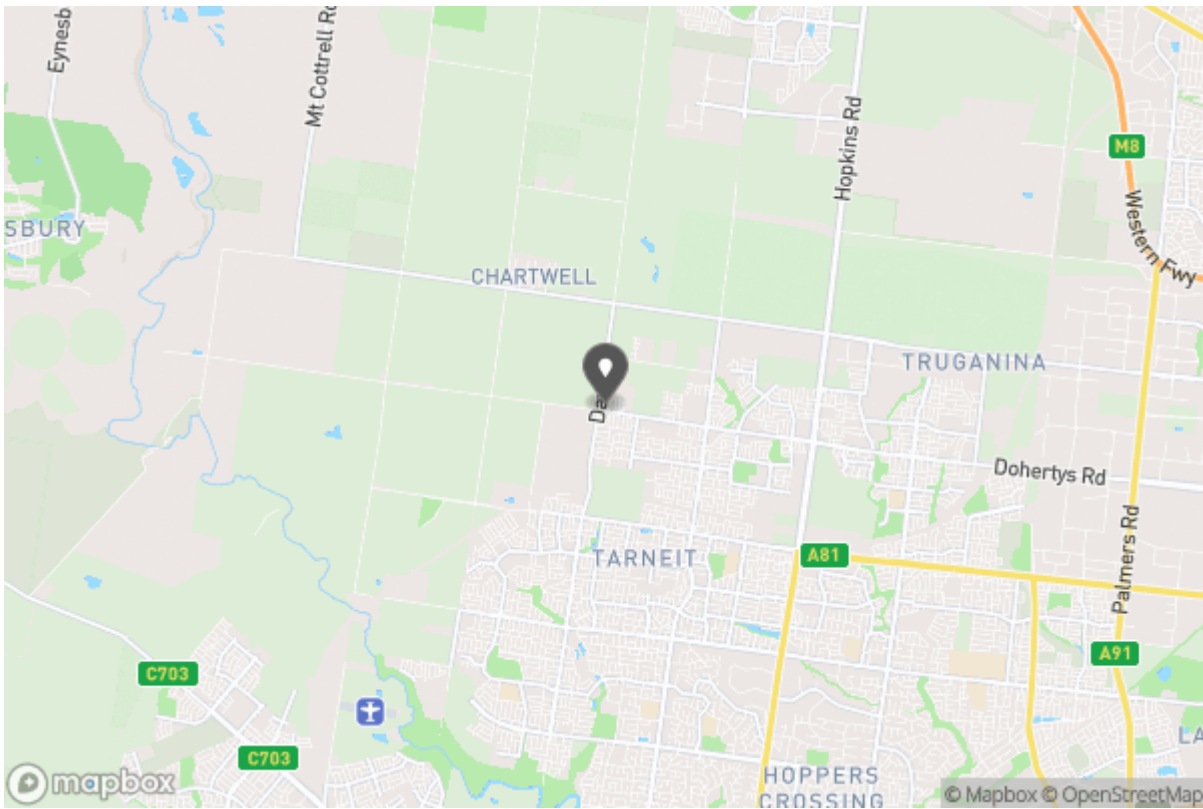 Eynesb
Mt Cottrell Rd
Hopkins Rd
M8
Western Fwy
SBURY
CHARTWELL
TRUGANINA
Da
Dohertys Rd
Palmers Rd
TARNEIT
A81
A91
C703
C703
LA
HOPPERS
CROSSING
mapbox
© Mapbox © OpenStreetMap